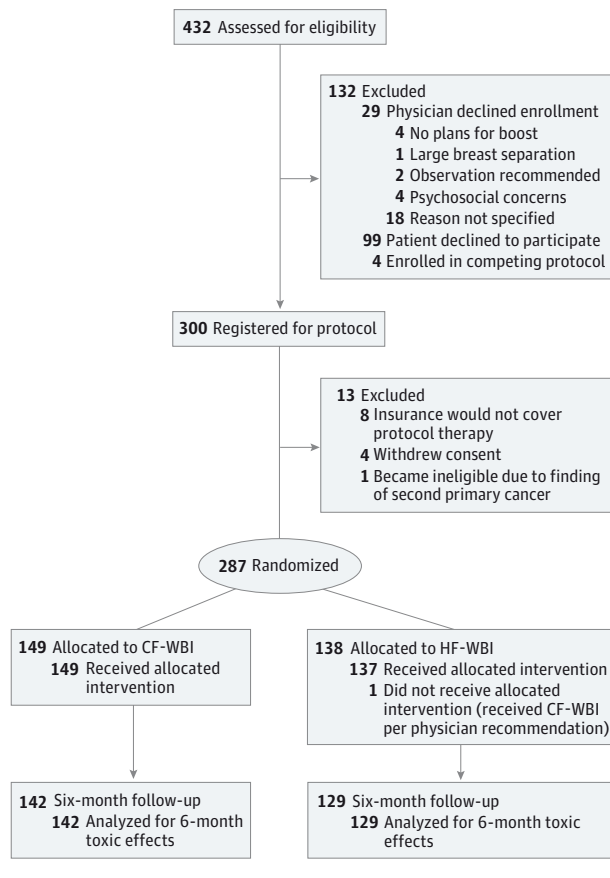 432 Assessed for eligibility
132 Excluded
29 Physician declined enrollment
4 No plans for boost
1 Large breast separation
2 Observation recommended
4 Psychosocial concerns
18 Reason not specified
99 Patient declined to participate
4 Enrolled in competing protocol
300 Registered for protocol
13 Excluded
8 Insurance would not cover
protocol therapy
4 Withdrew consent
1 Became ineligible due to finding
of second primary cancer
287 Randomized
149 Allocated to CF-WBI
149 Received allocated
intervention
138 Allocated to HF-WBI
137 Received allocated intervention
1 Did not receive allocated
intervention (received CF-WBI
per physician recommendation)
142 Six-month follow-up
142 Analyzed for 6-month
toxic effects
129 Six-month follow-up
129 Analyzed for 6-month toxic
effects